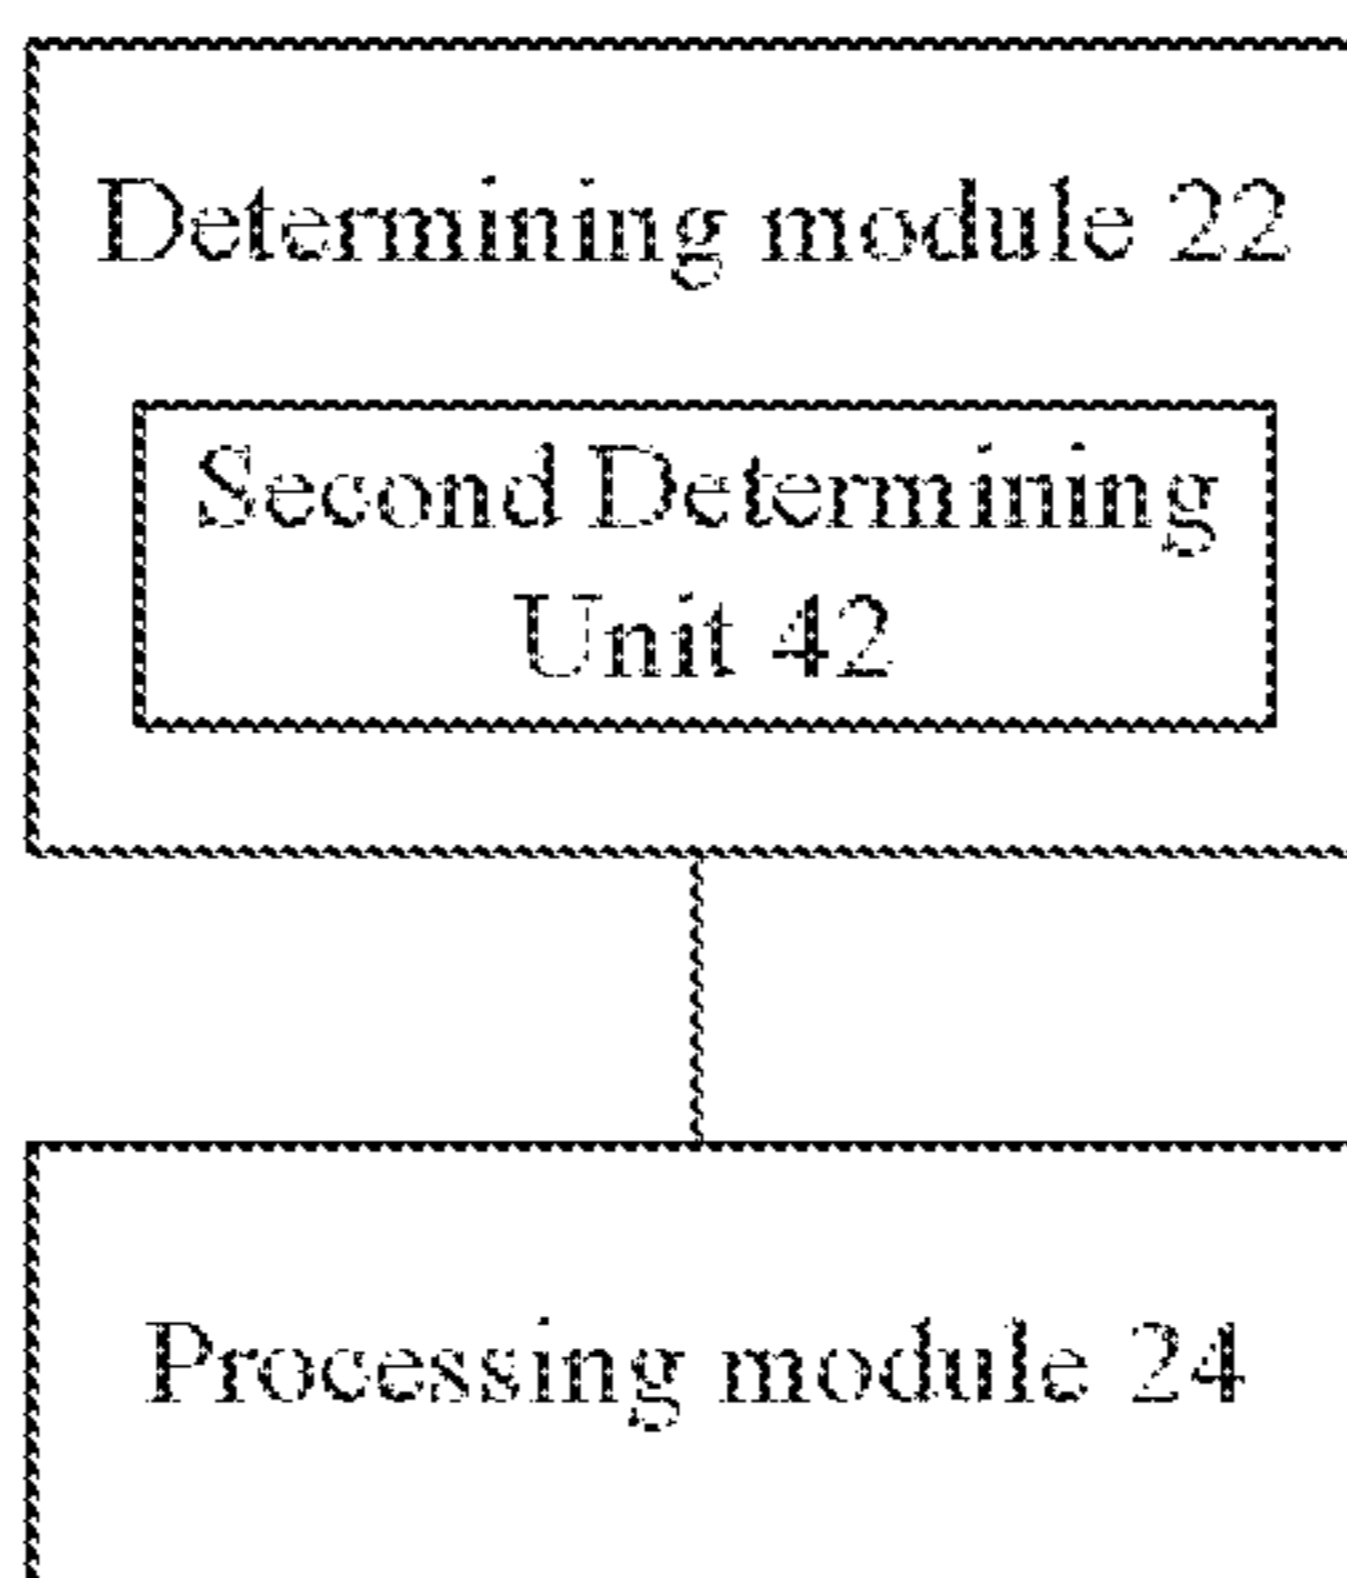 Determining module 22
Second Determining
Unit 42
Processing module 24